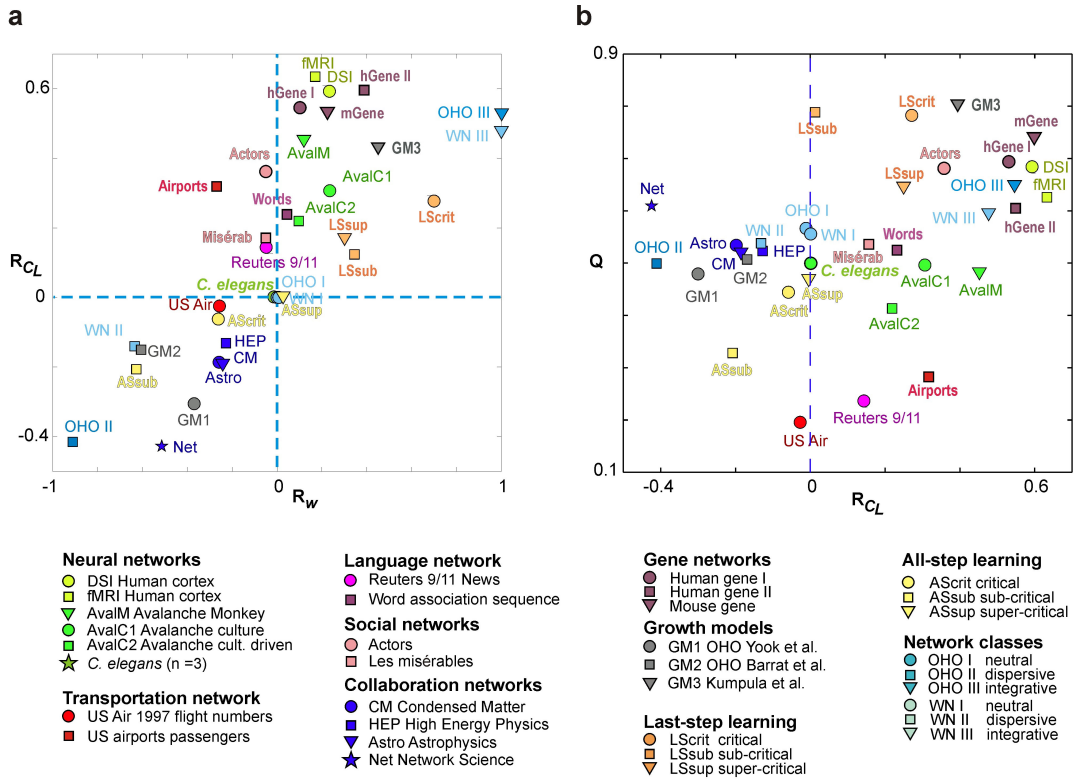 a
b
0.6
0
-0.4
R_CL
-1
0
1
R_w
fMRI
DSI
hGene II
hGene I
mGene
OHO III
WN III
AvalM
GM3
Actors
Airports
AvalC1
Words
AvalC2
LScrit
LSsup
Misérab
Reuters 9/11
LSsub
C. elegans
OHO I
WN I
US Air
ASsup
AScrit
WN II
GM2
HEP
CM
ASsub
Astro
GM1
OHO II
Net
0.9
Q
0.1
-0.4
0
0.6
R_CL
LScrit
GM3
LSsub
mGene
hGene I
Actors
DSI
LSsup
OHO III
fMRI
Net
WN III
hGene II
OHO I
WN II
WN I
Astro
HEP
Words
OHO II
CM
Misérab
GM2
C. elegans
GM1
AvalC1
AvalM
ASsup
AScrit
AvalC2
ASsub
Airports
Reuters 9/11
US Air
Neural networks
DSI Human cortex
fMRI Human cortex
AvalM Avalanche Monkey
AvalC1 Avalanche culture
AvalC2 Avalanche cult. driven
C. elegans (n =3)
Transportation network
US Air 1997 flight numbers
US airports passengers
Language network
Reuters 9/11 News
Word association sequence
Social networks
Actors
Les misérables
Collaboration networks
CM Condensed Matter
HEP High Energy Physics
Astro Astrophysics
Net Network Science
Gene networks
Human gene I
Human gene II
Mouse gene
Growth models
GM1 OHO Yook et al.
GM2 OHO Barrat et al.
GM3 Kumpula et al.
Last-step learning
LScrit critical
LSsub sub-critical
LSsup super-critical
All-step learning
AScrit critical
ASsub sub-critical
ASsup super-critical
Network classes
OHO I neutral
OHO II dispersive
OHO III integrative
WN I neutral
WN II dispersive
WN III integrative